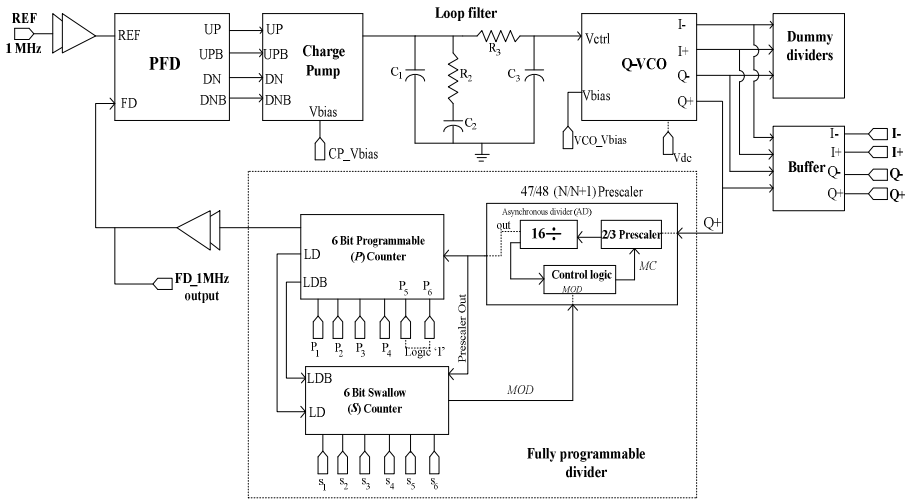 REF
1 MHz
REF
FD
PFD
UP
UPB
DN
DNB
UP
UPB
DN
DNB
Charge
Pump
Vbias
CP_Vbias
Loop filter
C1
R2
C2
R3
C3
Vctrl
Q-VCO
Vbias
I-
I+
Q-
Q+
VCO_Vbias
Vdc
Dummy
dividers
Buffer
I-
I+
Q-
Q+
I-
I+
Q-
Q+
47/48 (N/N+1) Prescaler
Asynchronous divider (AD)
out
16÷
2/3 Prescaler
Q+
Control logic
MOD
MC
6 Bit Programmable
(P) Counter
LD
LDB
P5
P6
P1
P2
P3
P4
Logic ‘1’
Prescaler Out
FD_1MHz
output
LDB
LD
6 Bit Swallow
(S) Counter
MOD
s1
s2
s3
s4
s5
s6
Fully programmable
divider